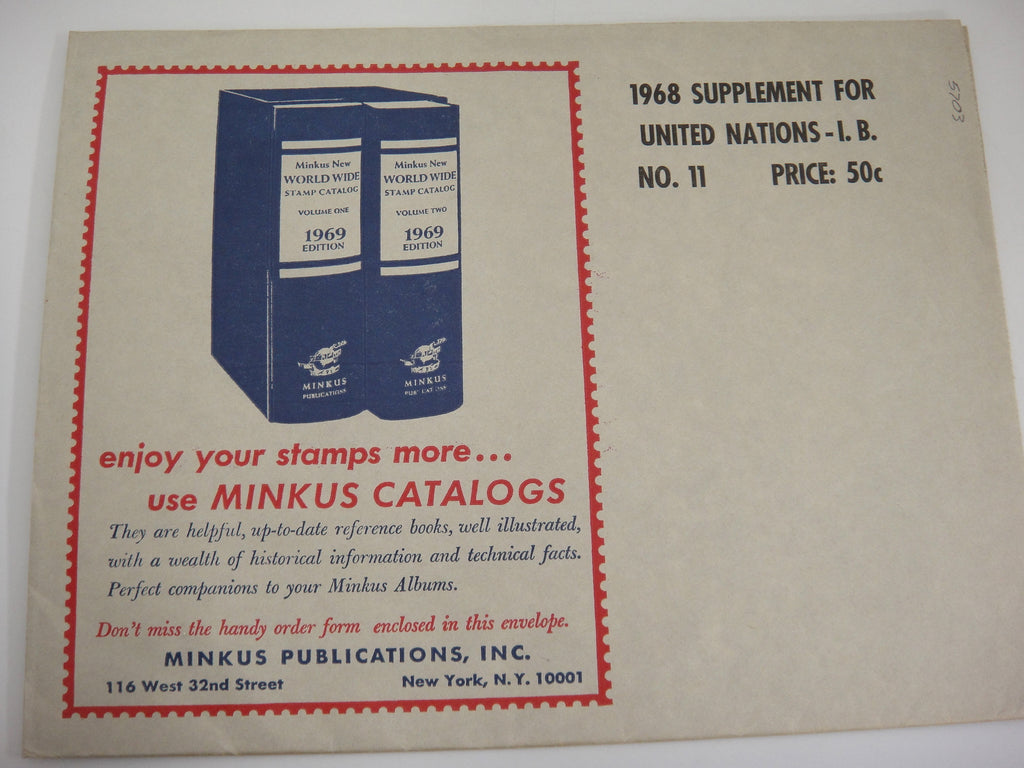 1968 SUPPLEMENT FOR
UNITED NATIONS - I. B.
NO. 11 PRICE: 50c
5703
Minkus New
WORLD WIDE
STAMP CATALOG
VOLUME ONE
1969
EDITION
MINKUS
PUBLICATIONS
Minkus New
WORLD WIDE
STAMP CATALOG
VOLUME TWO
1969
EDITION
MINKUS
PUBLICATIONS
enjoy your stamps more...
use MINKUS CATALOGS
They are helpful, up-to-date reference books, well illustrated,
with a wealth of historical information and technical facts.
Perfect companions to your Minkus Albums.
Don't miss the handy order form enclosed in this envelope.
MINKUS PUBLICATIONS, INC.
116 West 32nd Street New York, N.Y. 10001